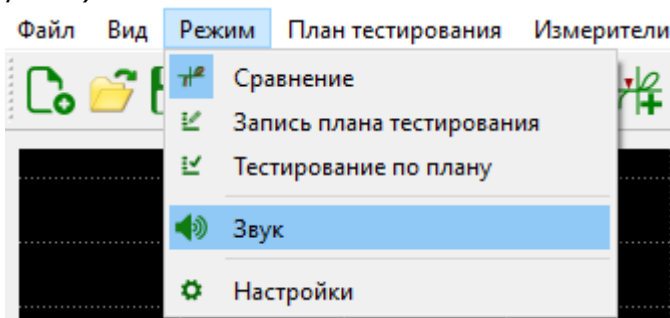 Файл Вид Режим План тестирования Измерители
Сравнение
Запись плана тестирования
Тестирование по плану
Звук
Настройки